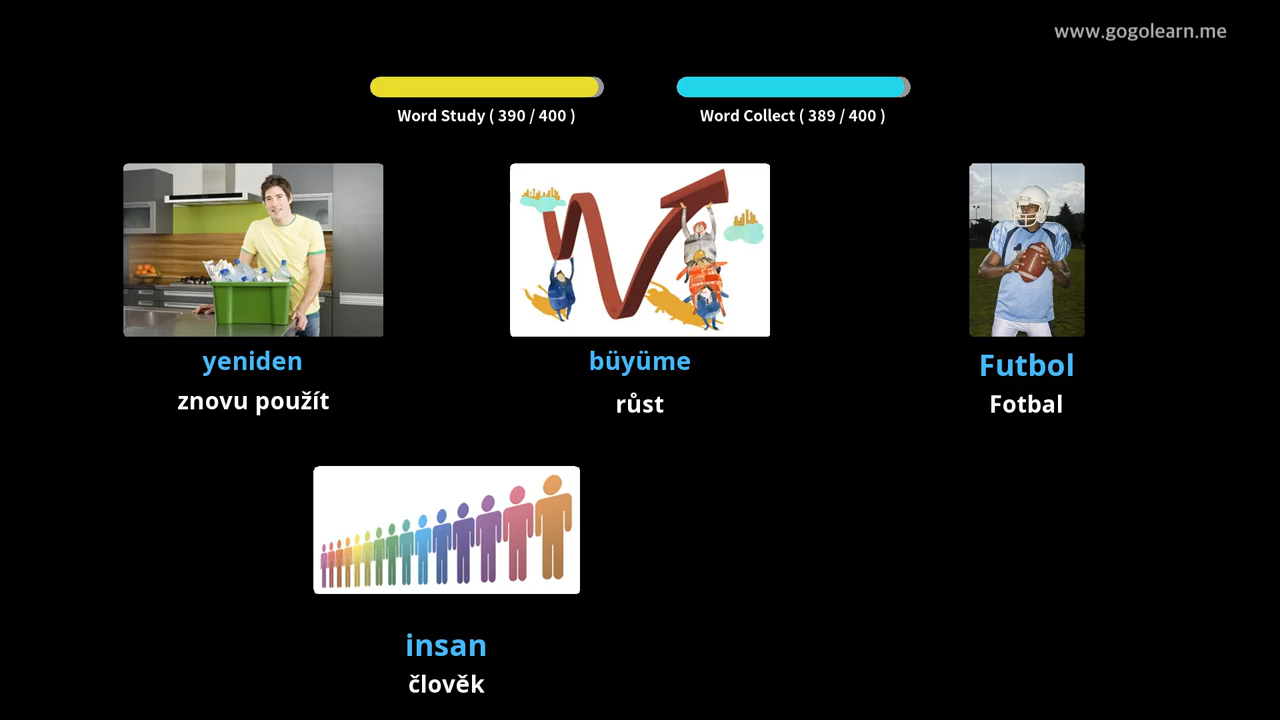 www.gogolearn.me
Word Study ( 390 / 400 )
Word Collect ( 389 / 400 )
yeniden
znovu použít
büyüme
růst
Futbol
Fotbal
insan
člověk